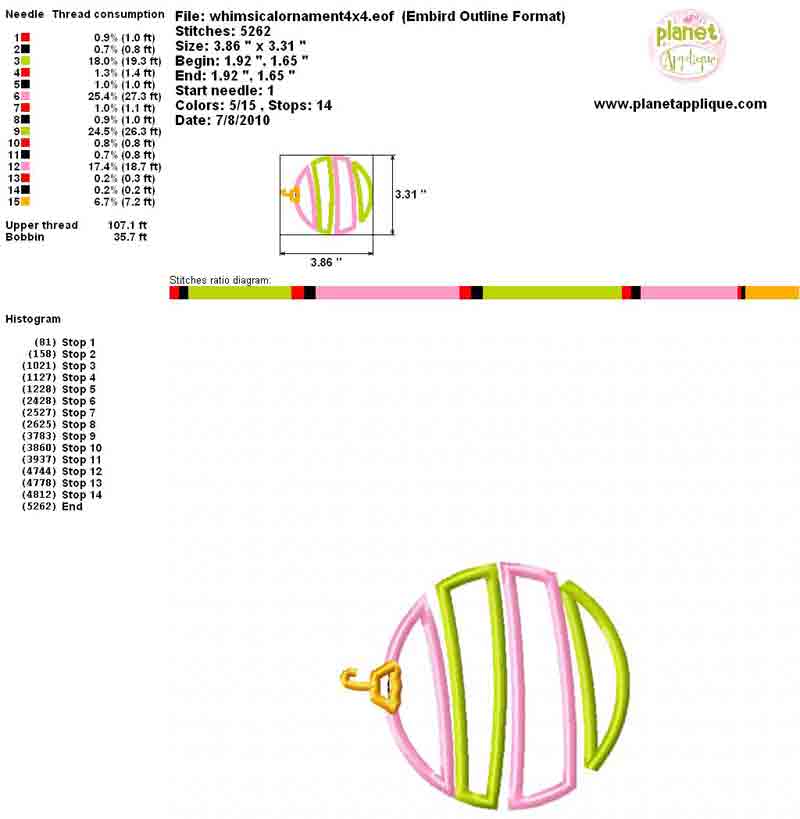 Needle Thread consumption
1 0.9% (1.0 ft)
2 0.7% (0.8 ft)
3 18.0% (19.3 ft)
4 1.3% (1.4 ft)
5 1.0% (1.0 ft)
6 25.4% (27.3 ft)
7 1.0% (1.1 ft)
8 0.9% (1.0 ft)
9 24.5% (26.3 ft)
10 0.8% (0.8 ft)
11 0.7% (0.8 ft)
12 17.4% (18.7 ft)
13 0.2% (0.3 ft)
14 0.2% (0.2 ft)
15 6.7% (7.2 ft)
Upper thread 107.1 ft
Bobbin 35.7 ft
File: whimsicalornament4x4.eof (Embird Outline Format)
Stitches: 5262
Size: 3.86 " x 3.31 "
Begin: 1.92 ", 1.65 "
End: 1.92 ", 1.65 "
Start needle: 1
Colors: 5/15 , Stops: 14
Date: 7/8/2010
planet
Applique
www.planetapplique.com
3.31 "
3.86 "
Stitches ratio diagram:
Histogram
(81) Stop 1
(158) Stop 2
(1021) Stop 3
(1127) Stop 4
(1228) Stop 5
(2428) Stop 6
(2527) Stop 7
(2625) Stop 8
(3783) Stop 9
(3860) Stop 10
(3937) Stop 11
(4744) Stop 12
(4778) Stop 13
(4812) Stop 14
(5262) End